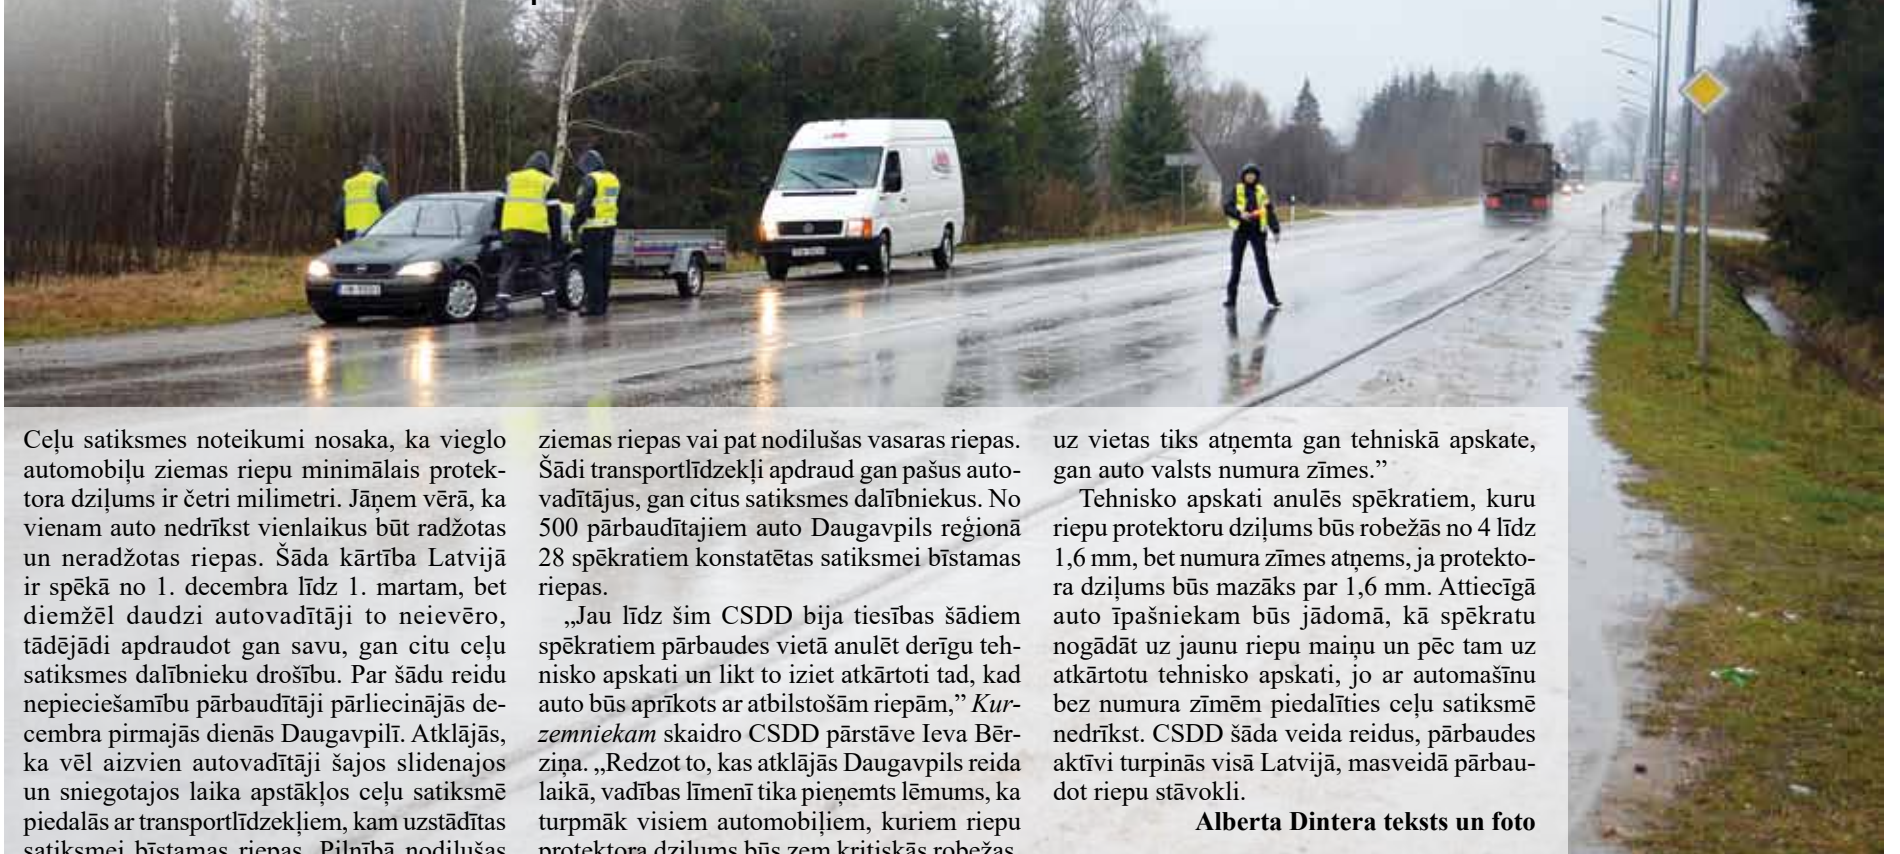 Ceļu satiksmes noteikumi nosaka, ka vieglo
automobiļu ziemas riepu minimālais protek-
tora dziļums ir četri milimetri. Jāņem vērā, ka
vienam auto nedrīkst vienlaikus būt radžotas
un neradžotas riepas. Šāda kārtība Latvijā
ir spēkā no 1. decembra līdz 1. martam, bet
diemžēl daudzi autovadītāji to neievēro,
tādējādi apdraudot gan savu, gan citu ceļu
satiksmes dalībnieku drošību. Par šādu reidu
nepieciešamību pārbaudītāji pārliecinājās de-
cembra pirmajās dienās Daugavpilī. Atklājās,
ka vēl aizvien autovadītāji šajos slidenajos
un sniegotajos laika apstākļos ceļu satiksmē
piedalās ar transportlīdzekļiem, kam uzstādītas
satiksmei bīstamas riepas. Pilnībā nodilušas
ziemas riepas vai pat nodilušas vasaras riepas.
Šādi transportlīdzekļi apdraud gan pašus auto-
vadītājus, gan citus satiksmes dalībniekus. No
500 pārbaudītajiem auto Daugavpils reģionā
28 spēkratiem konstatētas satiksmei bīstamas
riepas.
„Jau līdz šim CSDD bija tiesības šādiem
spēkratiem pārbaudes vietā anulēt derīgu teh-
nisko apskati un likt to iziet atkārtoti tad, kad
auto būs aprīkots ar atbilstošām riepām,” Kur-
zemniekam skaidro CSDD pārstāve Ieva Bēr-
ziņa. „Redzot to, kas atklājās Daugavpils reida
laikā, vadības līmenī tika pieņemts lēmums, ka
turpmāk visiem automobiļiem, kuriem riepu
protektora dziļums būs zem kritiskās robežas,
uz vietas tiks atņemta gan tehniskā apskate,
gan auto valsts numura zīmes.”
Tehnisko apskati anulēs spēkratiem, kuru
riepu protektoru dziļums būs robežās no 4 līdz
1,6 mm, bet numura zīmes atņems, ja protekto-
ra dziļums būs mazāks par 1,6 mm. Attiecīgā
auto īpašniekam būs jādomā, kā spēkratu
nogādāt uz jaunu riepu maiņu un pēc tam uz
atkārtotu tehnisko apskati, jo ar automašīnu
bez numura zīmēm piedalīties ceļu satiksmē
nedrīkst. CSDD šāda veida reidus, pārbaudes
aktīvi turpinās visā Latvijā, masveidā pārbau-
dot riepu stāvokli.
Alberta Dintera teksts un foto